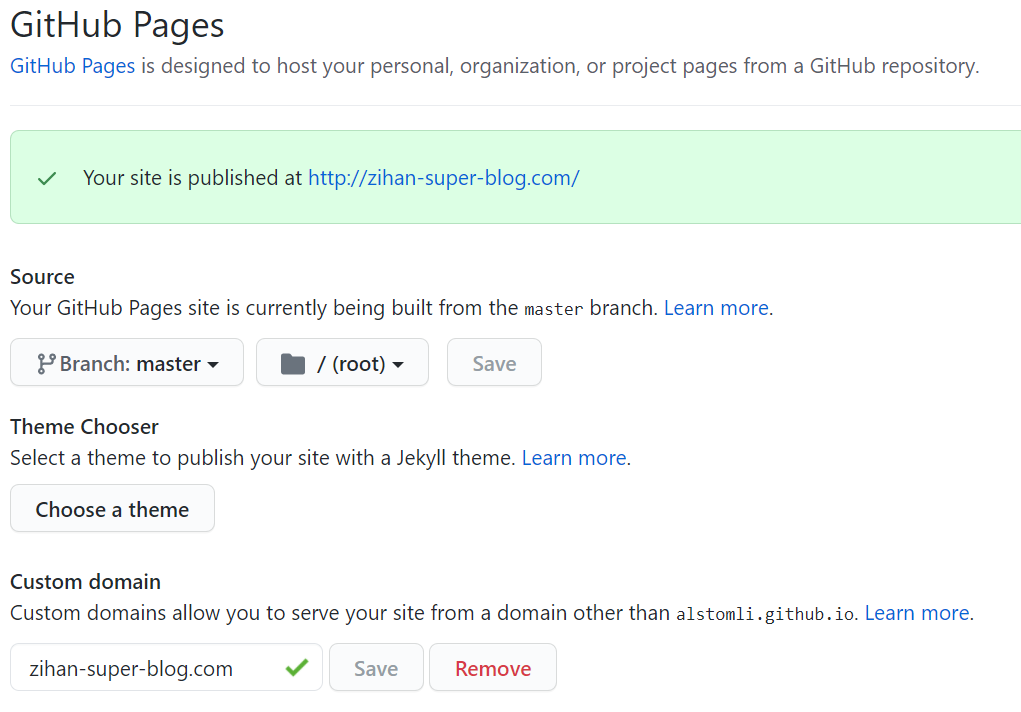 GitHub Pages
GitHub Pages is designed to host your personal, organization, or project pages from a GitHub repository.
Your site is published at http://zihan-super-blog.com/
Source
Your GitHub Pages site is currently being built from the master branch. Learn more.
Branch: master / (root) Save
Theme Chooser
Select a theme to publish your site with a Jekyll theme. Learn more.
Choose a theme
Custom domain
Custom domains allow you to serve your site from a domain other than alstomli.github.io. Learn more.
zihan-super-blog.com Save Remove